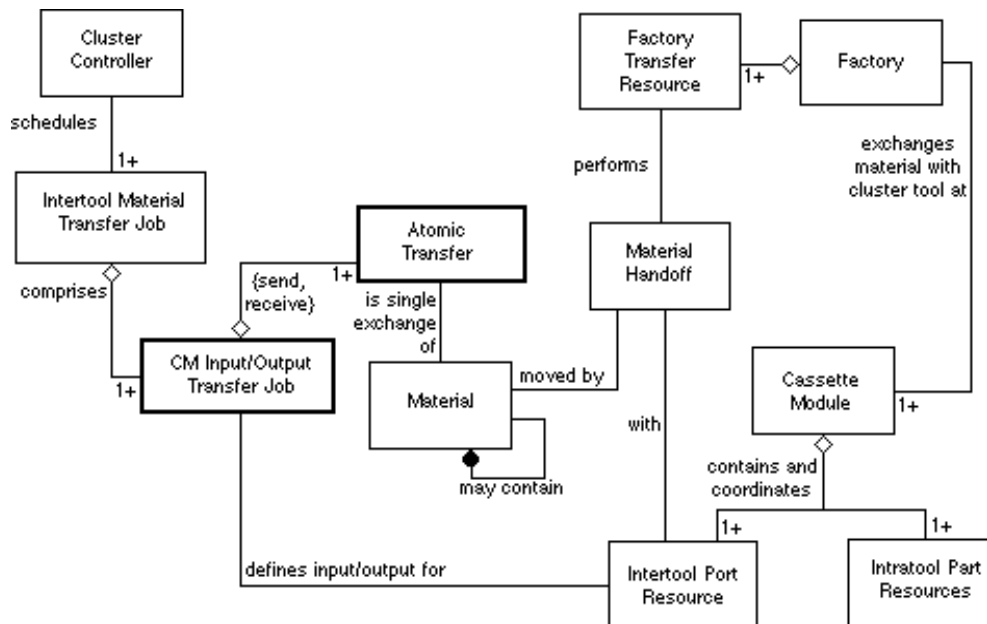 Cluster
Controller
schedules
1+
Intertool Material
Transfer Job
comprises
1+
CM Input/Output
Transfer Job
{send,
receive}
1+
Atomic
Transfer
is single
exchange
of
Material
may contain
moved by
defines input/output for
Factory
Transfer
Resource
1+
Factory
performs
Material
Handoff
with
exchanges
material with
cluster tool at
1+
Cassette
Module
contains and
coordinates
1+
1+
Intertool Port
Resource
Intratool Part
Resources